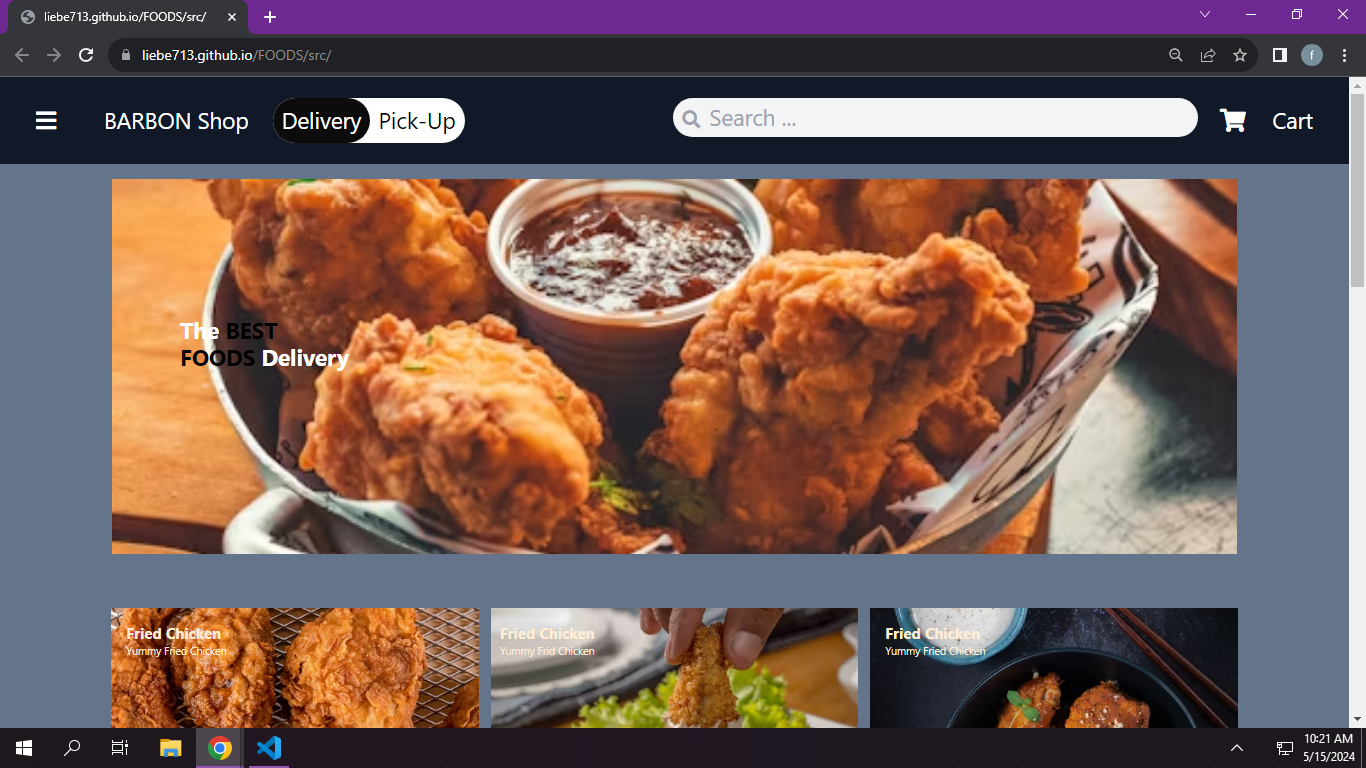 liebe713.github.io/FOODS/src/
liebe713.github.io/FOODS/src/
f
BARBON Shop
Delivery Pick-Up
Search ...
Cart
The BEST
FOODS Delivery
Fried Chicken
Yummy Fried Chicken
Fried Chicken
Yummy Frid Chicken
Fried Chicken
Yummy Fried Chicken
10:21 AM
5/15/2024